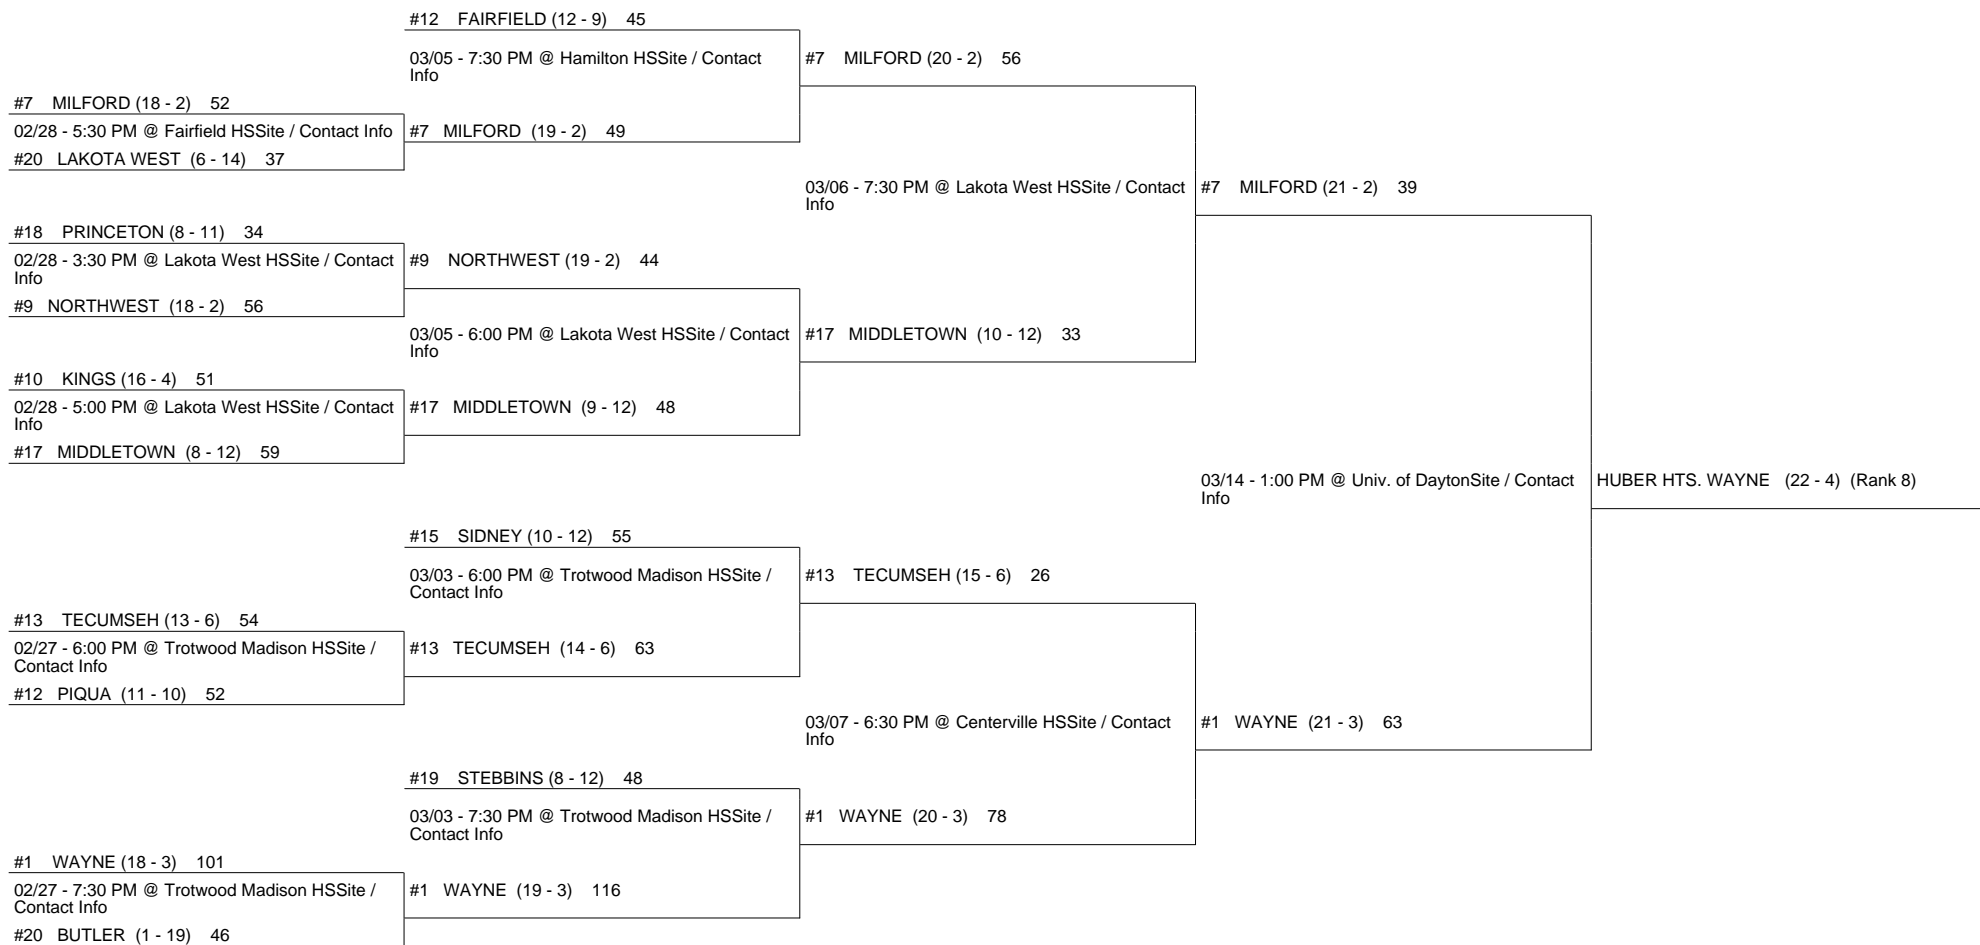 #12 FAIRFIELD (12 - 9) 45
03/05 - 7:30 PM @ Hamilton HSSite / Contact
Info
#7 MILFORD (20 - 2) 56
#7 MILFORD (18 - 2) 52
02/28 - 5:30 PM @ Fairfield HSSite / Contact Info
#7 MILFORD (19 - 2) 49
#20 LAKOTA WEST (6 - 14) 37
03/06 - 7:30 PM @ Lakota West HSSite / Contact
Info
#7 MILFORD (21 - 2) 39
#18 PRINCETON (8 - 11) 34
02/28 - 3:30 PM @ Lakota West HSSite / Contact
Info
#9 NORTHWEST (19 - 2) 44
#9 NORTHWEST (18 - 2) 56
03/05 - 6:00 PM @ Lakota West HSSite / Contact
Info
#17 MIDDLETOWN (10 - 12) 33
#10 KINGS (16 - 4) 51
02/28 - 5:00 PM @ Lakota West HSSite / Contact
Info
#17 MIDDLETOWN (9 - 12) 48
#17 MIDDLETOWN (8 - 12) 59
03/14 - 1:00 PM @ Univ. of DaytonSite / Contact
Info
HUBER HTS. WAYNE (22 - 4) (Rank 8)
#15 SIDNEY (10 - 12) 55
03/03 - 6:00 PM @ Trotwood Madison HSSite /
Contact Info
#13 TECUMSEH (15 - 6) 26
#13 TECUMSEH (13 - 6) 54
02/27 - 6:00 PM @ Trotwood Madison HSSite /
Contact Info
#13 TECUMSEH (14 - 6) 63
#12 PIQUA (11 - 10) 52
03/07 - 6:30 PM @ Centerville HSSite / Contact
Info
#1 WAYNE (21 - 3) 63
#19 STEBBINS (8 - 12) 48
03/03 - 7:30 PM @ Trotwood Madison HSSite /
Contact Info
#1 WAYNE (20 - 3) 78
#1 WAYNE (18 - 3) 101
02/27 - 7:30 PM @ Trotwood Madison HSSite /
Contact Info
#1 WAYNE (19 - 3) 116
#20 BUTLER (1 - 19) 46